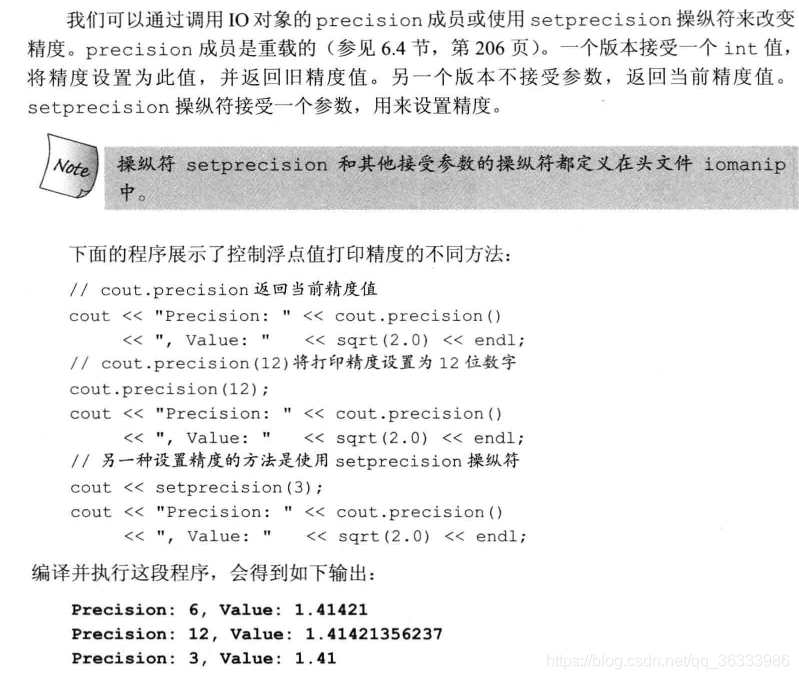 我们可以通过调用 IO 对象的 precision 成员或使用 setprecision 操纵符来改变
精度。precision 成员是重载的（参见 6.4 节，第 206 页）。一个版本接受一个 int 值，
将精度设置为此值，并返回旧精度值。另一个版本不接受参数，返回当前精度值。
setprecision 操纵符接受一个参数，用来设置精度。
Note
操纵符 setprecision 和其他接受参数的操纵符都定义在头文件 iomanip
中。
下面的程序展示了控制浮点值打印精度的不同方法：
// cout.precision 返回当前精度值
cout << "Precision: " << cout.precision()
     << ", Value: "   << sqrt(2.0) << endl;
// cout.precision(12)将打印精度设置为 12 位数字
cout.precision(12);
cout << "Precision: " << cout.precision()
     << ", Value: "   << sqrt(2.0) << endl;
// 另一种设置精度的方法是使用 setprecision 操纵符
cout << setprecision(3);
cout << "Precision: " << cout.precision()
     << ", Value: "   << sqrt(2.0) << endl;
编译并执行这段程序，会得到如下输出：
Precision: 6, Value: 1.41421
Precision: 12, Value: 1.41421356237
Precision: 3, Value: 1.41
https://blog.csdn.net/qq_36333986